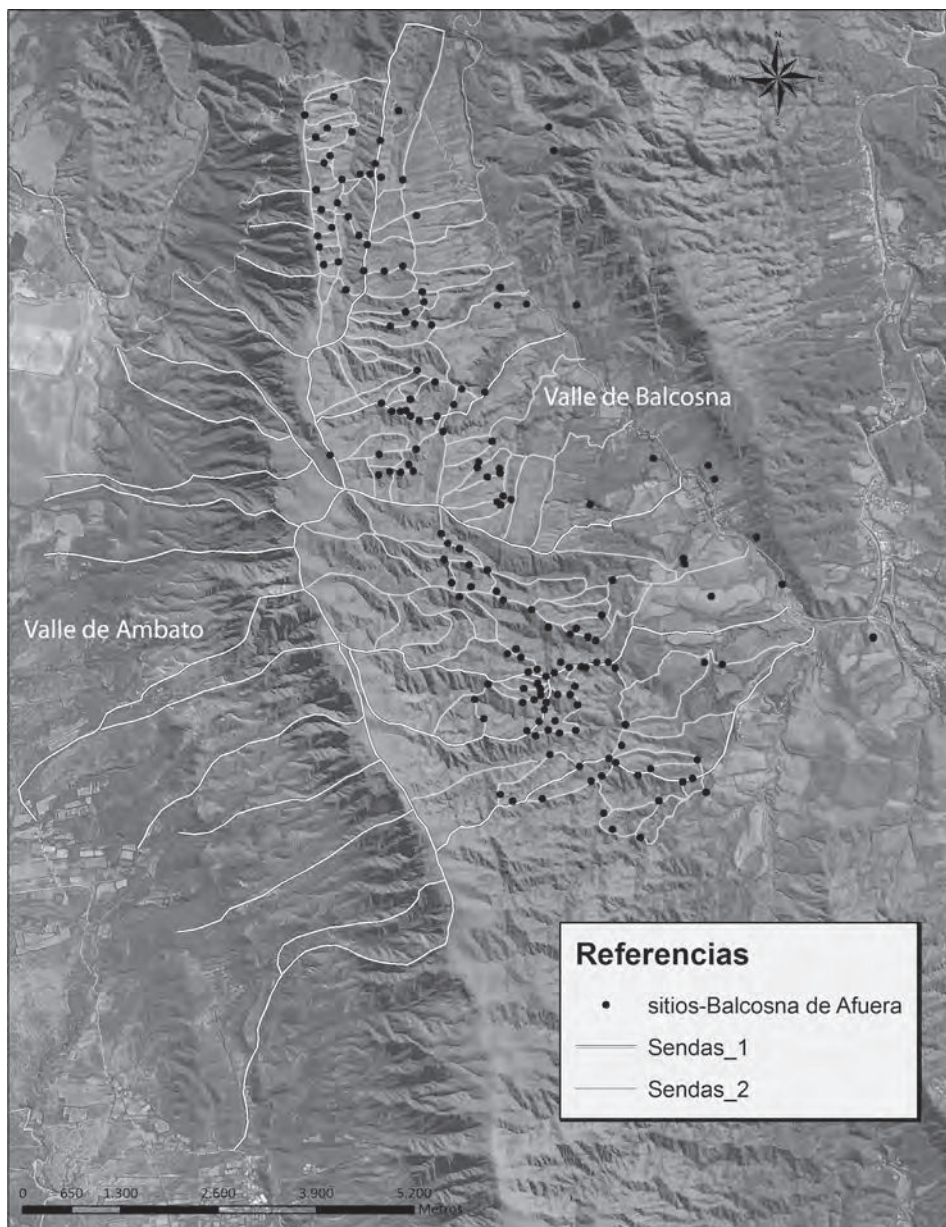 N
W E
S
Valle de Balcosna
Valle de Ambato
Referencias
sitios-Balcosna de Afuera
Sendas_1
Sendas_2
0 650 1.300 2.600 3.900 5.200
Metros